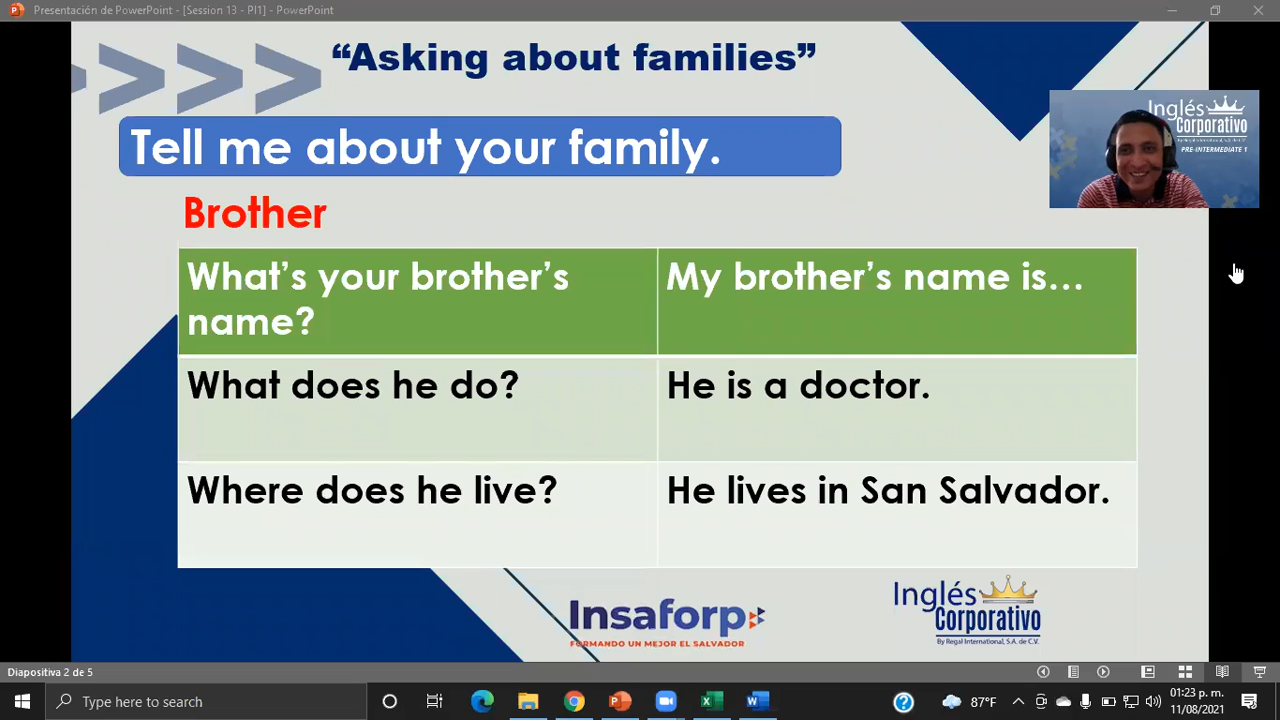 Presentación de PowerPoint - [Session 13 - PI1] - PowerPoint
“Asking about families”
Tell me about your family.
Inglés
Corporativo
PRE-INTERMEDIATE 1
Brother
What’s your brother’s name?
My brother’s name is...
What does he do?
He is a doctor.
Where does he live?
He lives in San Salvador.
Insaforp
FORMANDO UN MEJOR EL SALVADOR
Inglés
Corporativo
By Regal International, S.A. de C.V.
Diapositiva 2 de 5
Type here to search
87°F
01:23 p. m.
11/08/2021